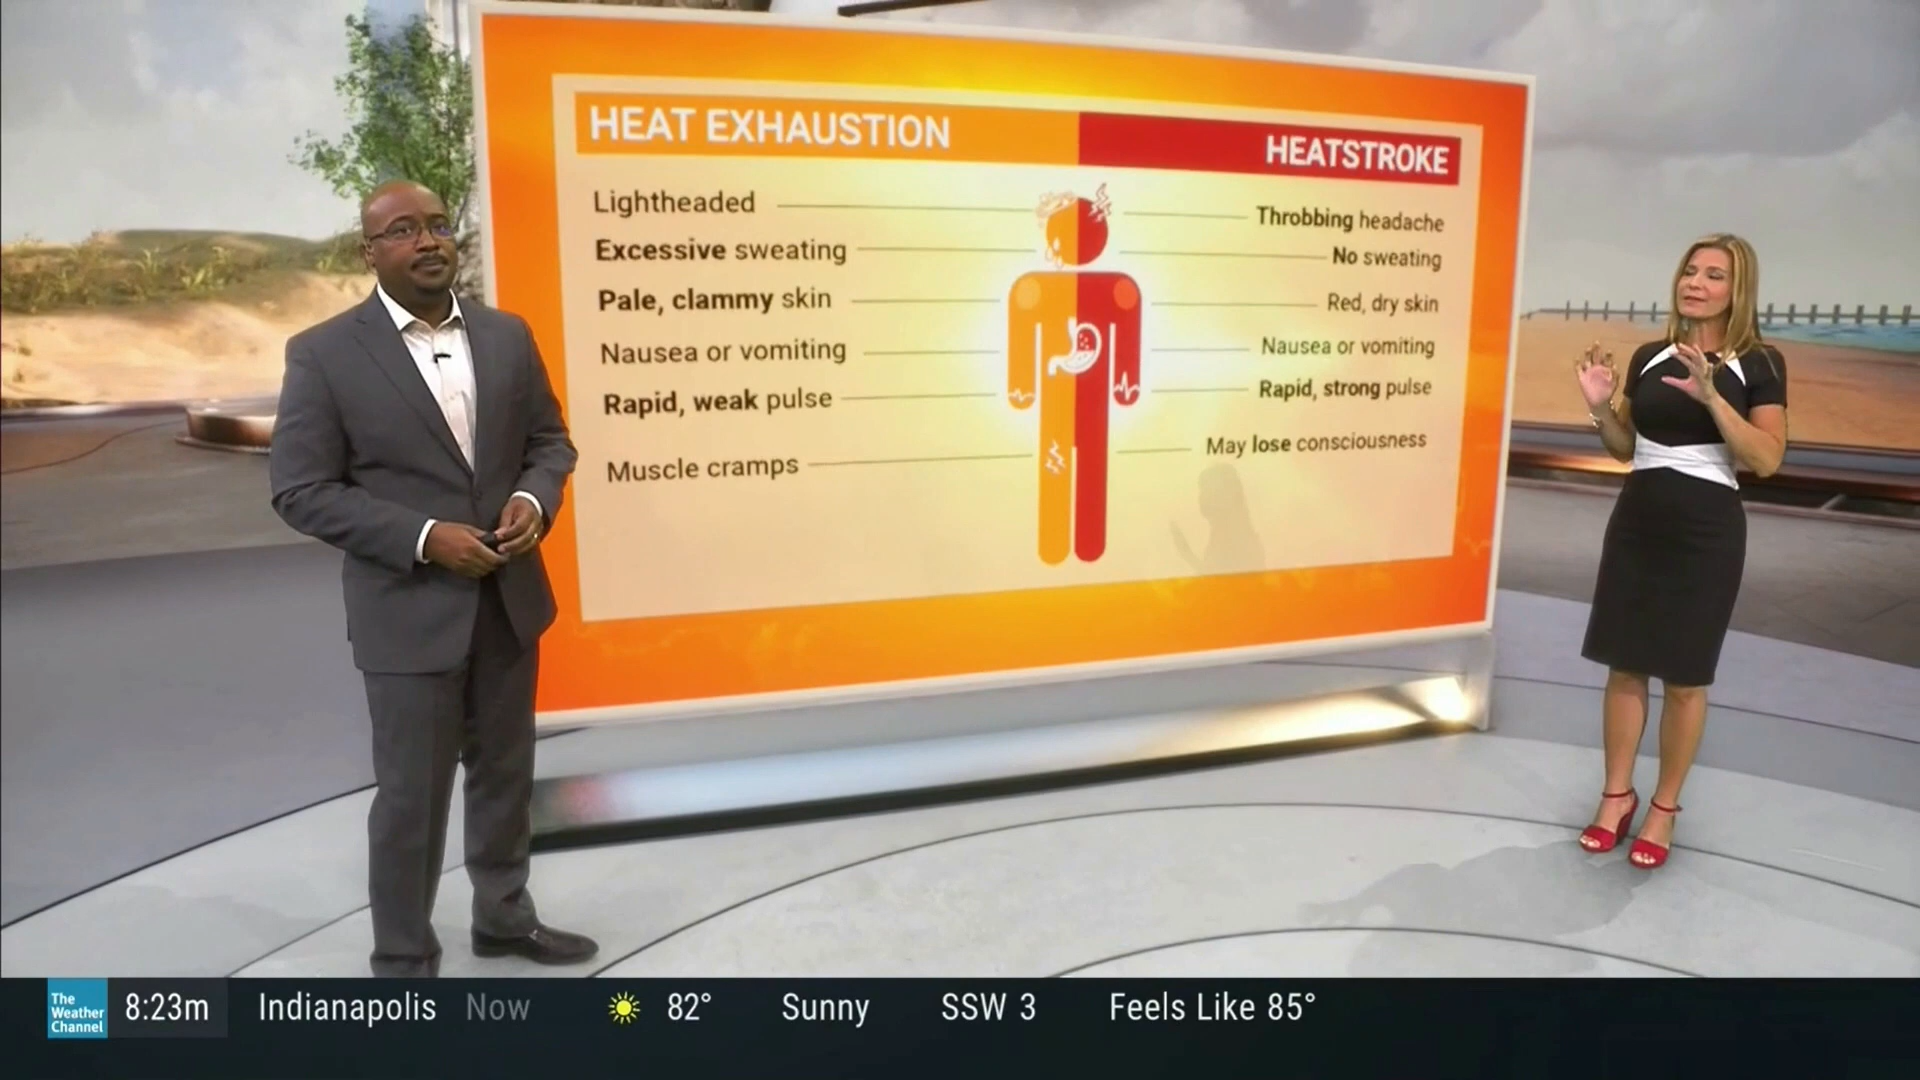 HEAT EXHAUSTION
HEATSTROKE
Lightheaded
Throbbing headache
Excessive sweating
No sweating
Pale, clammy skin
Red, dry skin
Nausea or vomiting
Nausea or vomiting
Rapid, weak pulse
Rapid, strong pulse
Muscle cramps
May lose consciousness
The
Weather
Channel
8:23m Indianapolis Now 82° Sunny SSW 3 Feels Like 85°